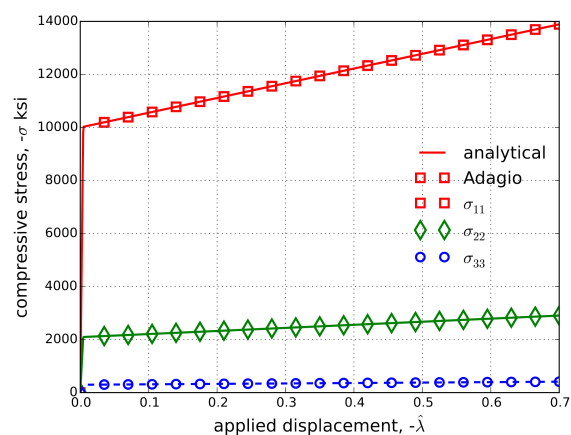 14000
12000
10000
8000
6000
4000
2000
0
compressive stress, -σ ksi
analytical
Adagio
σ₁₁
σ₂₂
σ₃₃
0.0 0.1 0.2 0.3 0.4 0.5 0.6 0.7
applied displacement, -λ̂